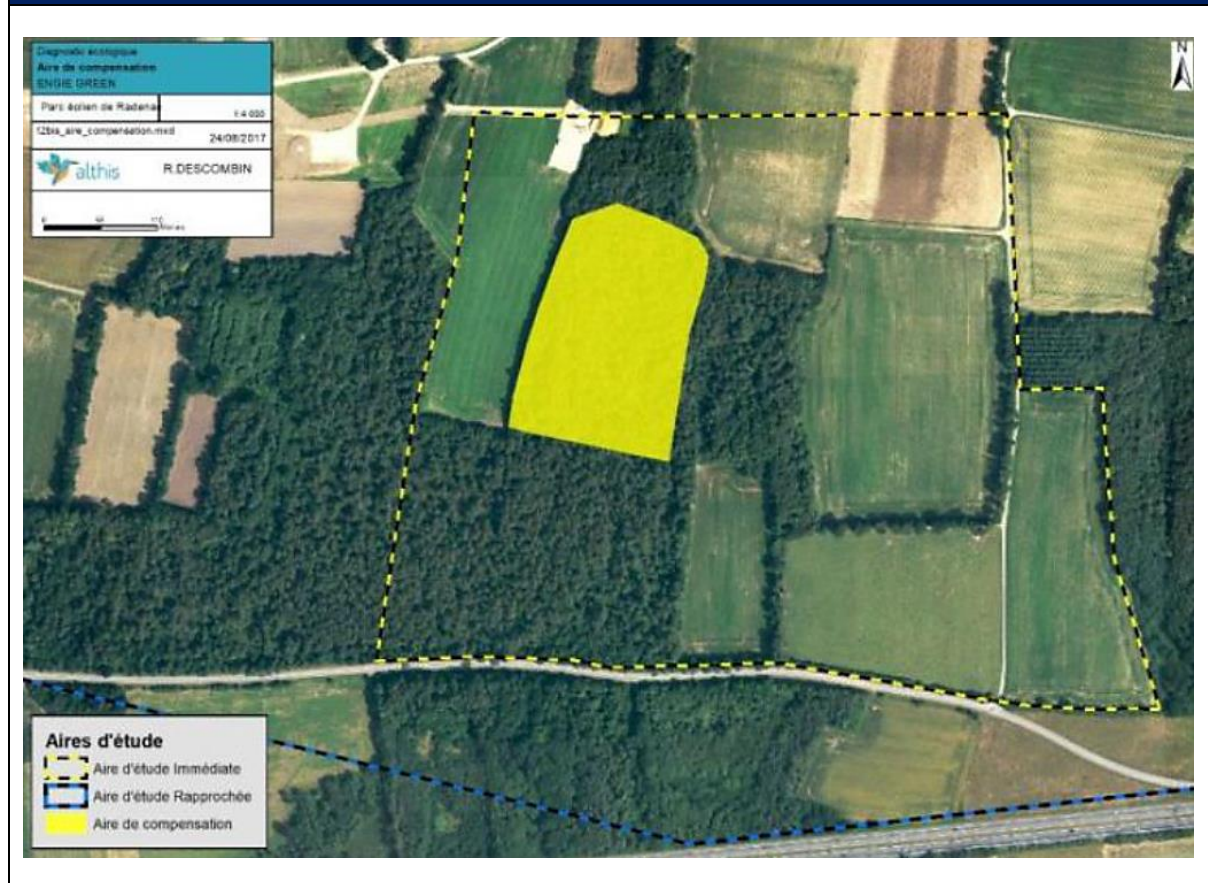 Diagnostic écologique
Aire de compensation
ENGIE GREEN
Parc éolien de Radenac
1:4 000
12bis_aire_compensation.mxd
24/08/2017
althis
R.DESCOMBIN
0
N
Aires d'étude
Aire d'étude Immédiate
Aire d'étude Rapprochée
Aire de compensation